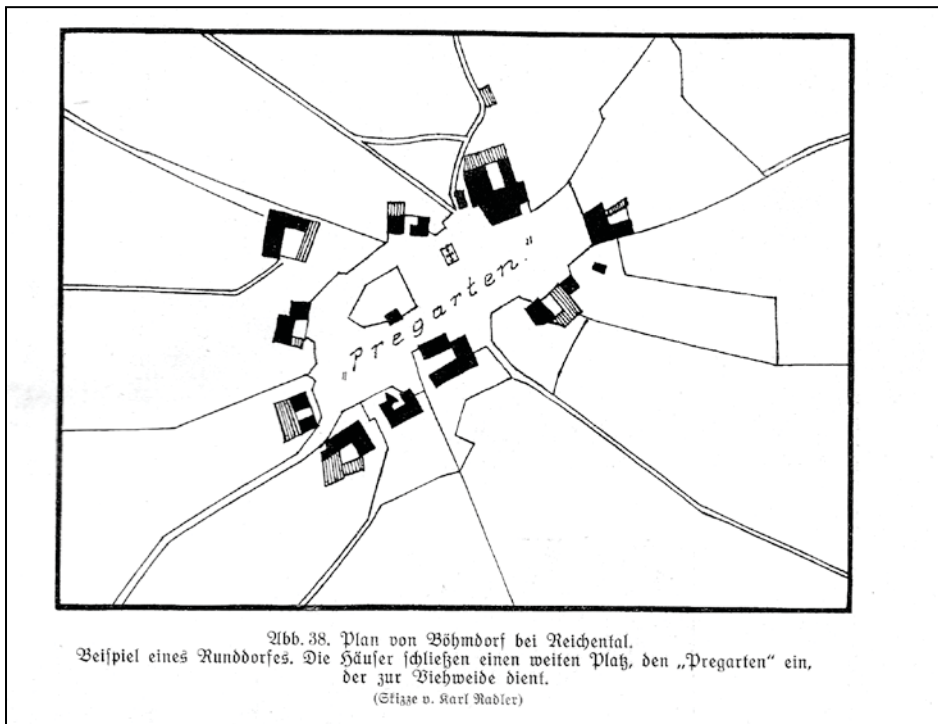 „Pregarten."
Abb. 38. Plan von Böhmdorf bei Reichental.
Beispiel eines Runddorfes. Die Häuser schließen einen weiten Platz, den „Pregarten“ ein,
der zur Viehweide dient.
(Skizze v. Karl Radler)